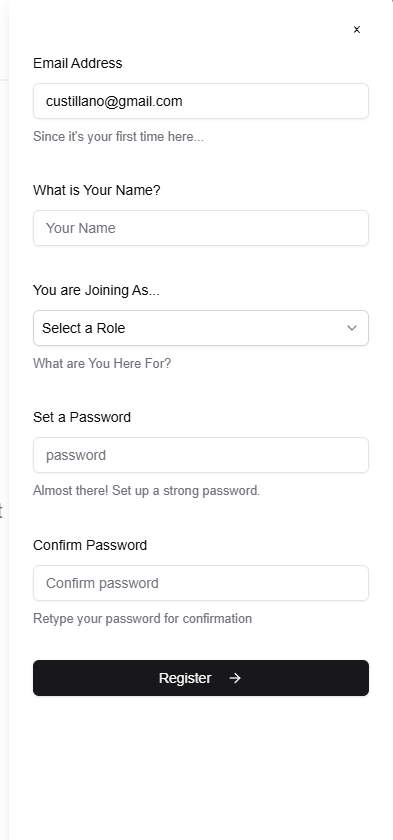 x
Email Address
custillano@gmail.com
Since it's your first time here...
What is Your Name?
Your Name
You are Joining As...
Select a Role
What are You Here For?
Set a Password
password
Almost there! Set up a strong password.
t
Confirm Password
Confirm password
Retype your password for confirmation
Register →